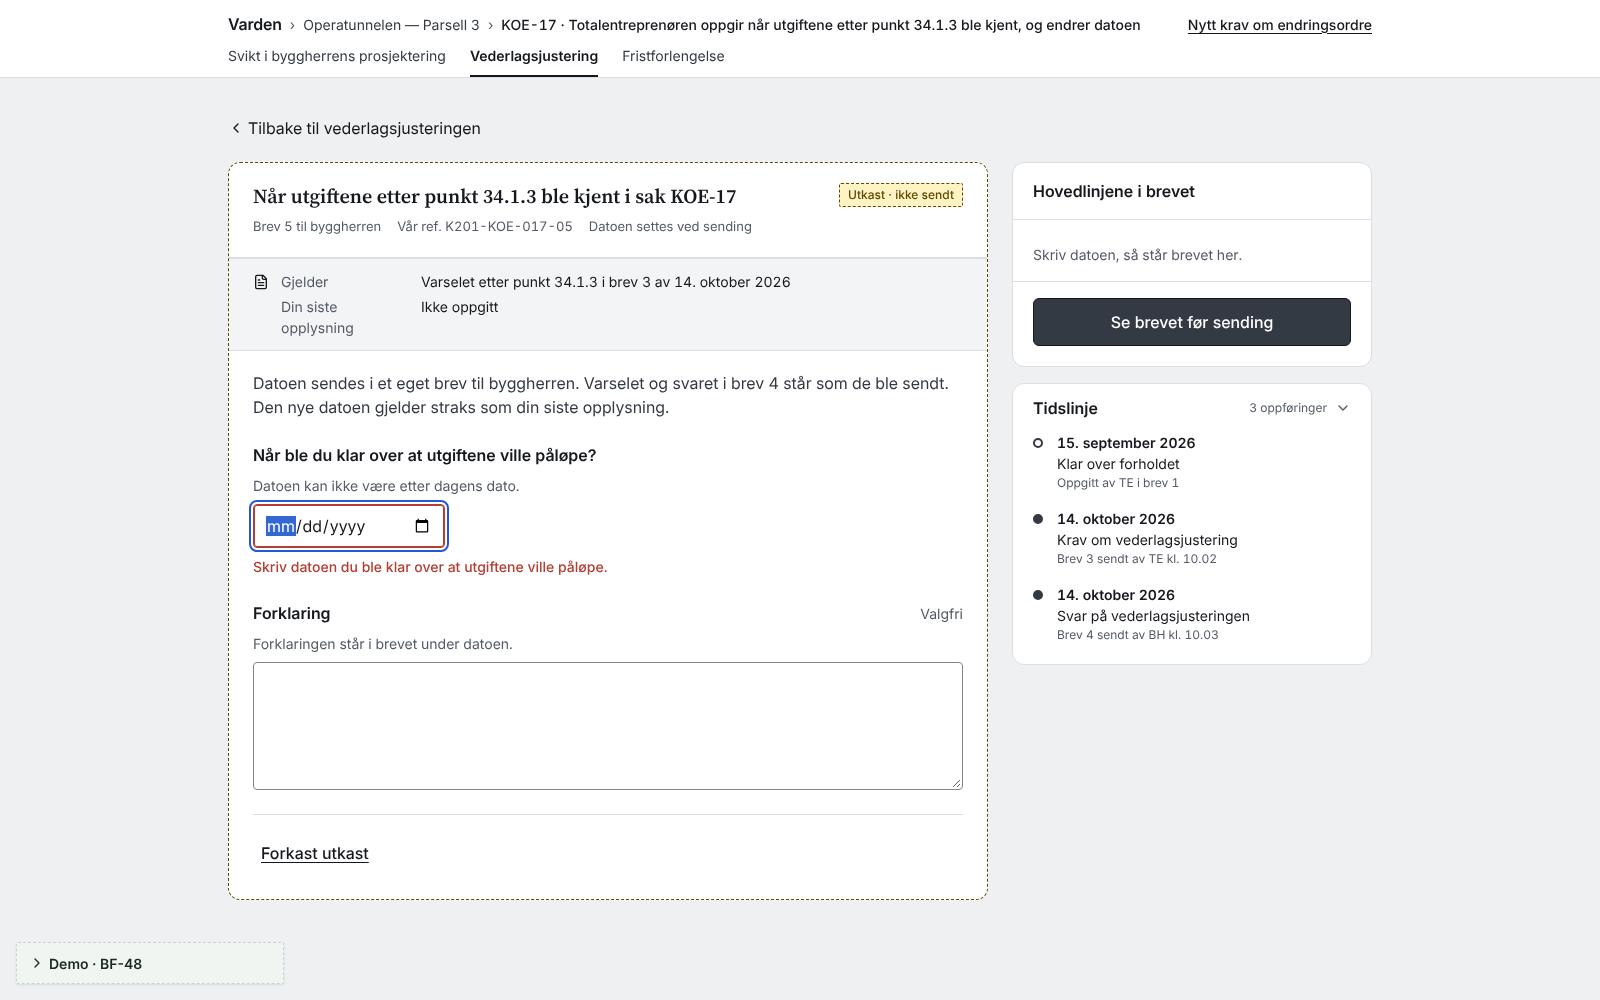 Varden › Operatunnelen — Parsell 3 › KOE-17 · Totalentreprenøren oppgir når utgiftene etter punkt 34.1.3 ble kjent, og endrer datoen
Nytt krav om endringsordre
Svikt i byggherrens prosjektering Vederlagsjustering Fristforlengelse
Tilbake til vederlagsjusteringen
Når utgiftene etter punkt 34.1.3 ble kjent i sak KOE-17
Utkast · ikke sendt
Brev 5 til byggherren Vår ref. K201-KOE-017-05 Datoen settes ved sending
Gjelder Varselet etter punkt 34.1.3 i brev 3 av 14. oktober 2026
Din siste opplysning Ikke oppgitt
Datoen sendes i et eget brev til byggherren. Varselet og svaret i brev 4 står som de ble sendt.
Den nye datoen gjelder straks som din siste opplysning.
Når ble du klar over at utgiftene ville påløpe?
Datoen kan ikke være etter dagens dato.
mm/dd/yyyy
Skriv datoen du ble klar over at utgiftene ville påløpe.
Forklaring Valgfri
Forklaringen står i brevet under datoen.
Forkast utkast
Hovedlinjene i brevet
Skriv datoen, så står brevet her.
Se brevet før sending
Tidslinje 3 oppføringer
15. september 2026
Klar over forholdet
Oppgitt av TE i brev 1
14. oktober 2026
Krav om vederlagsjustering
Brev 3 sendt av TE kl. 10.02
14. oktober 2026
Svar på vederlagsjusteringen
Brev 4 sendt av BH kl. 10.03
Demo · BF-48